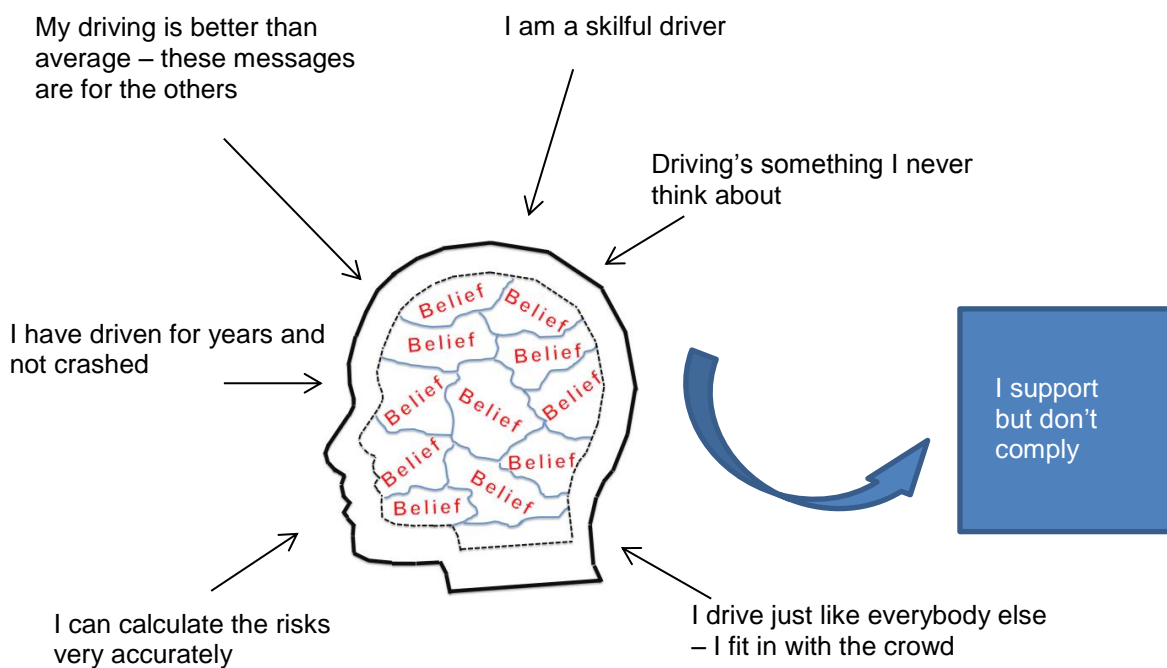 My driving is better than
average – these messages
are for the others
I am a skilful driver
Driving’s something I never
think about
I have driven for years and
not crashed
Belief
Belief
Belief
Belief
Belief
Belief
Belief
Belief
Belief
Belief
Belief
I support
but don’t
comply
I can calculate the risks
very accurately
I drive just like everybody else
– I fit in with the crowd